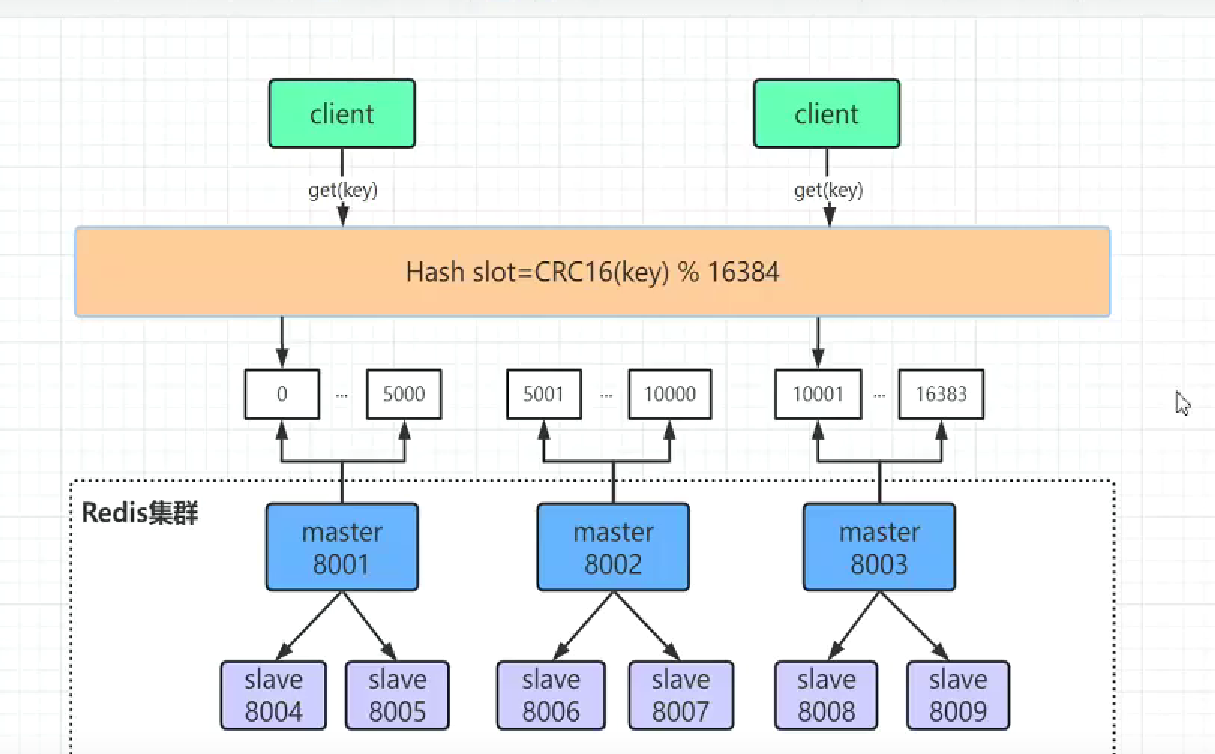 client
client
get(key)
get(key)
Hash slot=CRC16(key) % 16384
0
...
5000
5001
...
10000
10001
...
16383
Redis集群
master
8001
master
8002
master
8003
slave
8004
slave
8005
slave
8006
slave
8007
slave
8008
slave
8009